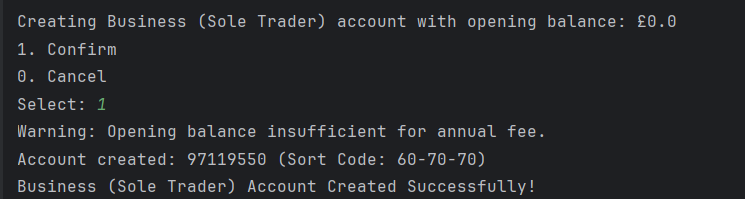 Creating Business (Sole Trader) account with opening balance: £0.0
1. Confirm
0. Cancel
Select: 1
Warning: Opening balance insufficient for annual fee.
Account created: 97119550 (Sort Code: 60-70-70)
Business (Sole Trader) Account Created Successfully!